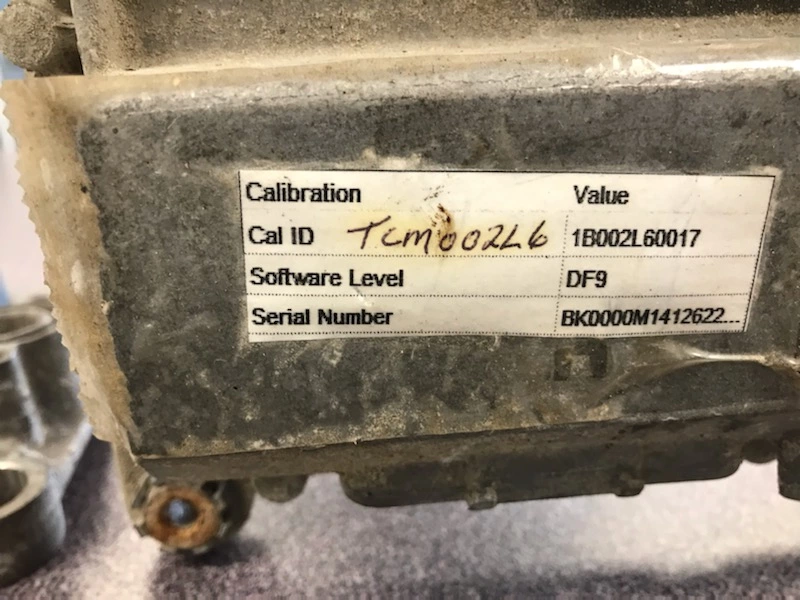 Calibration Value
Cal ID TCM002L6 1B002L60017
Software Level DF9
Serial Number BK0000M1412622...